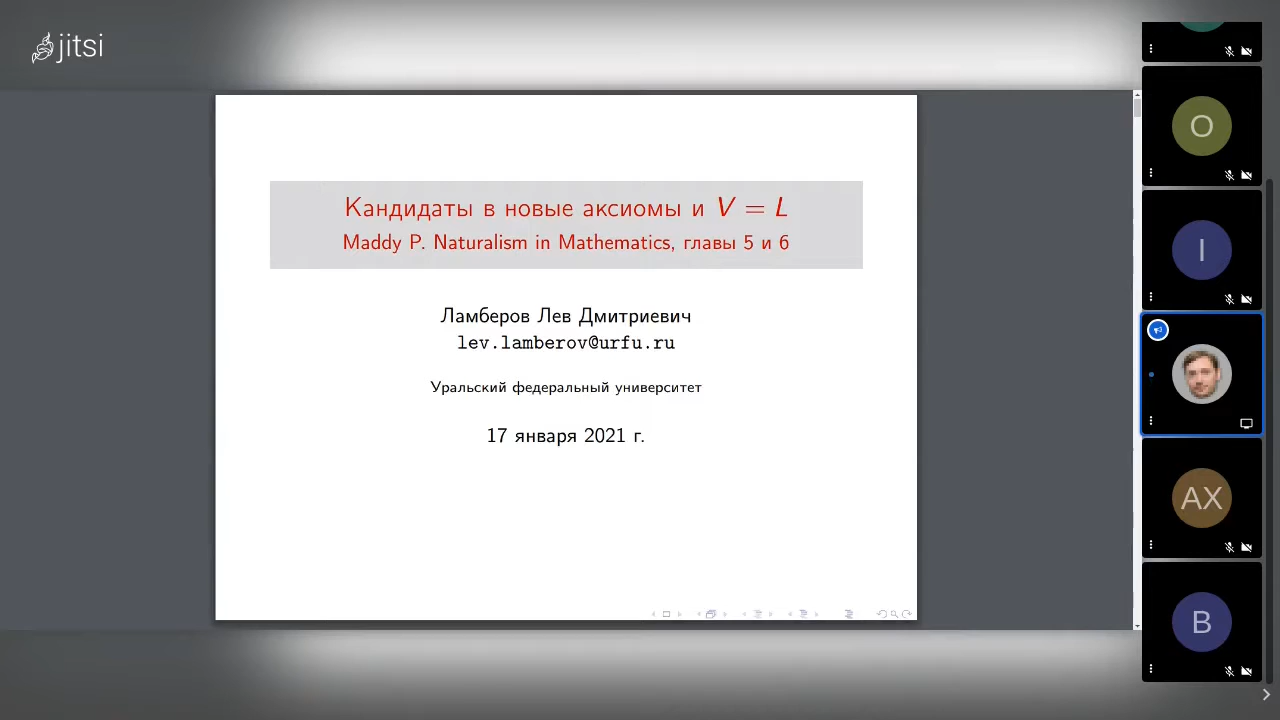 jitsi
Кандидаты в новые аксиомы и V = L
Maddy P. Naturalism in Mathematics, главы 5 и 6
Ламберов Лев Дмитриевич
lev.lamberov@urfu.ru
Уральский федеральный университет
17 января 2021 г.
O
I
AX
B